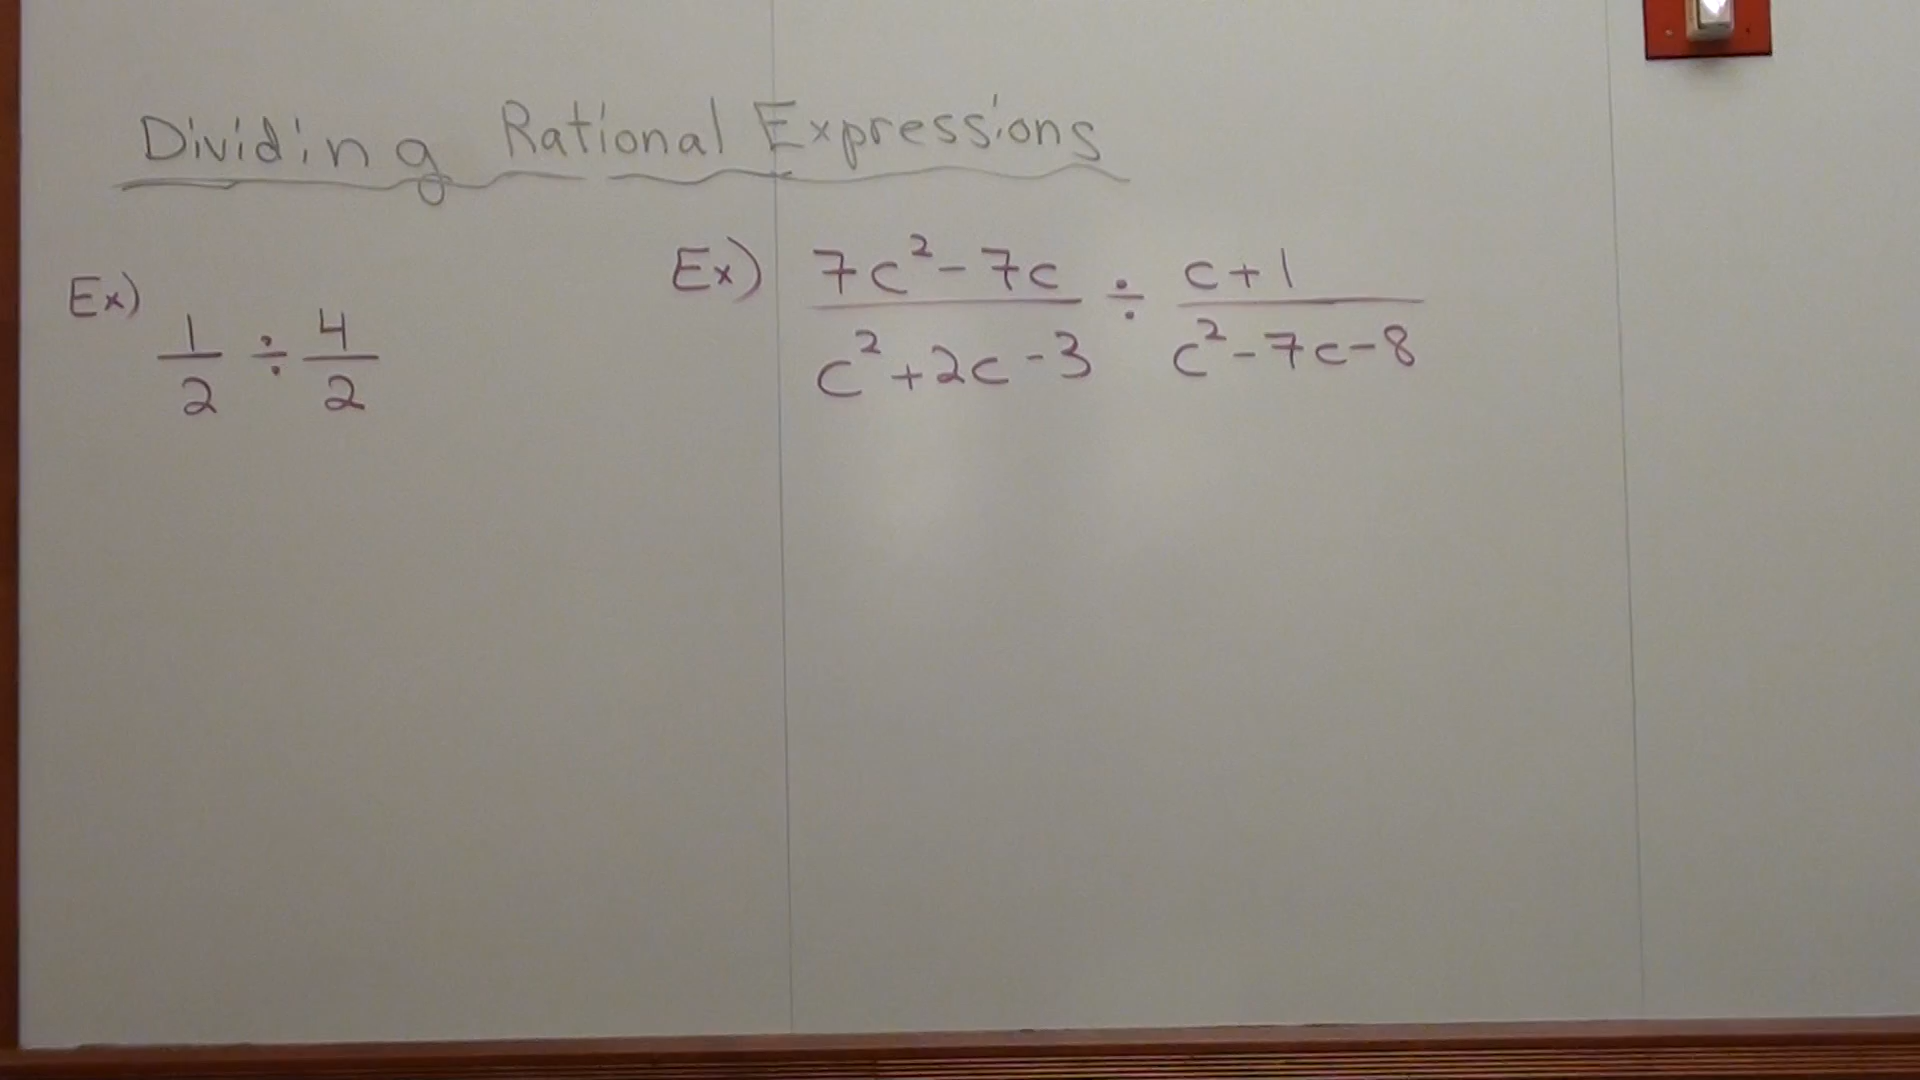 Dividing Rational Expressions
Ex) 1/2 ÷ 4/2
Ex) 7c²-7c/c²+2c-3 ÷ c+1/c²-7c-8